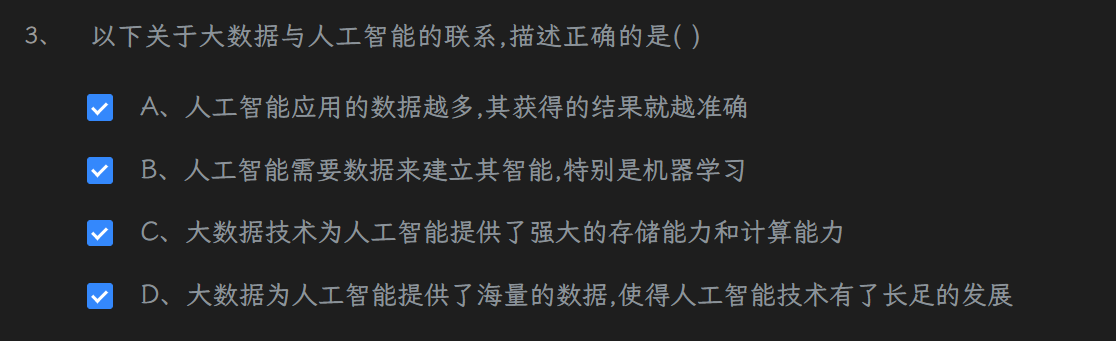 3、 以下关于大数据与人工智能的联系,描述正确的是( )
A、人工智能应用的数据越多,其获得的结果就越准确
B、人工智能需要数据来建立其智能,特别是机器学习
C、大数据技术为人工智能提供了强大的存储能力和计算能力
D、大数据为人工智能提供了海量的数据,使得人工智能技术有了长足的发展